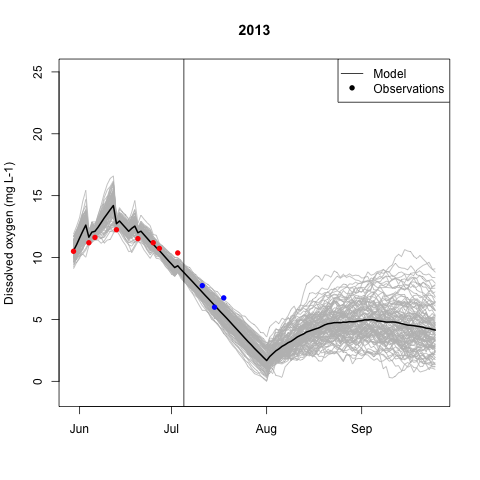 2013
Dissolved oxygen (mg L-1)
25
20
15
10
5
0
Model
Observations
Jun
Jul
Aug
Sep